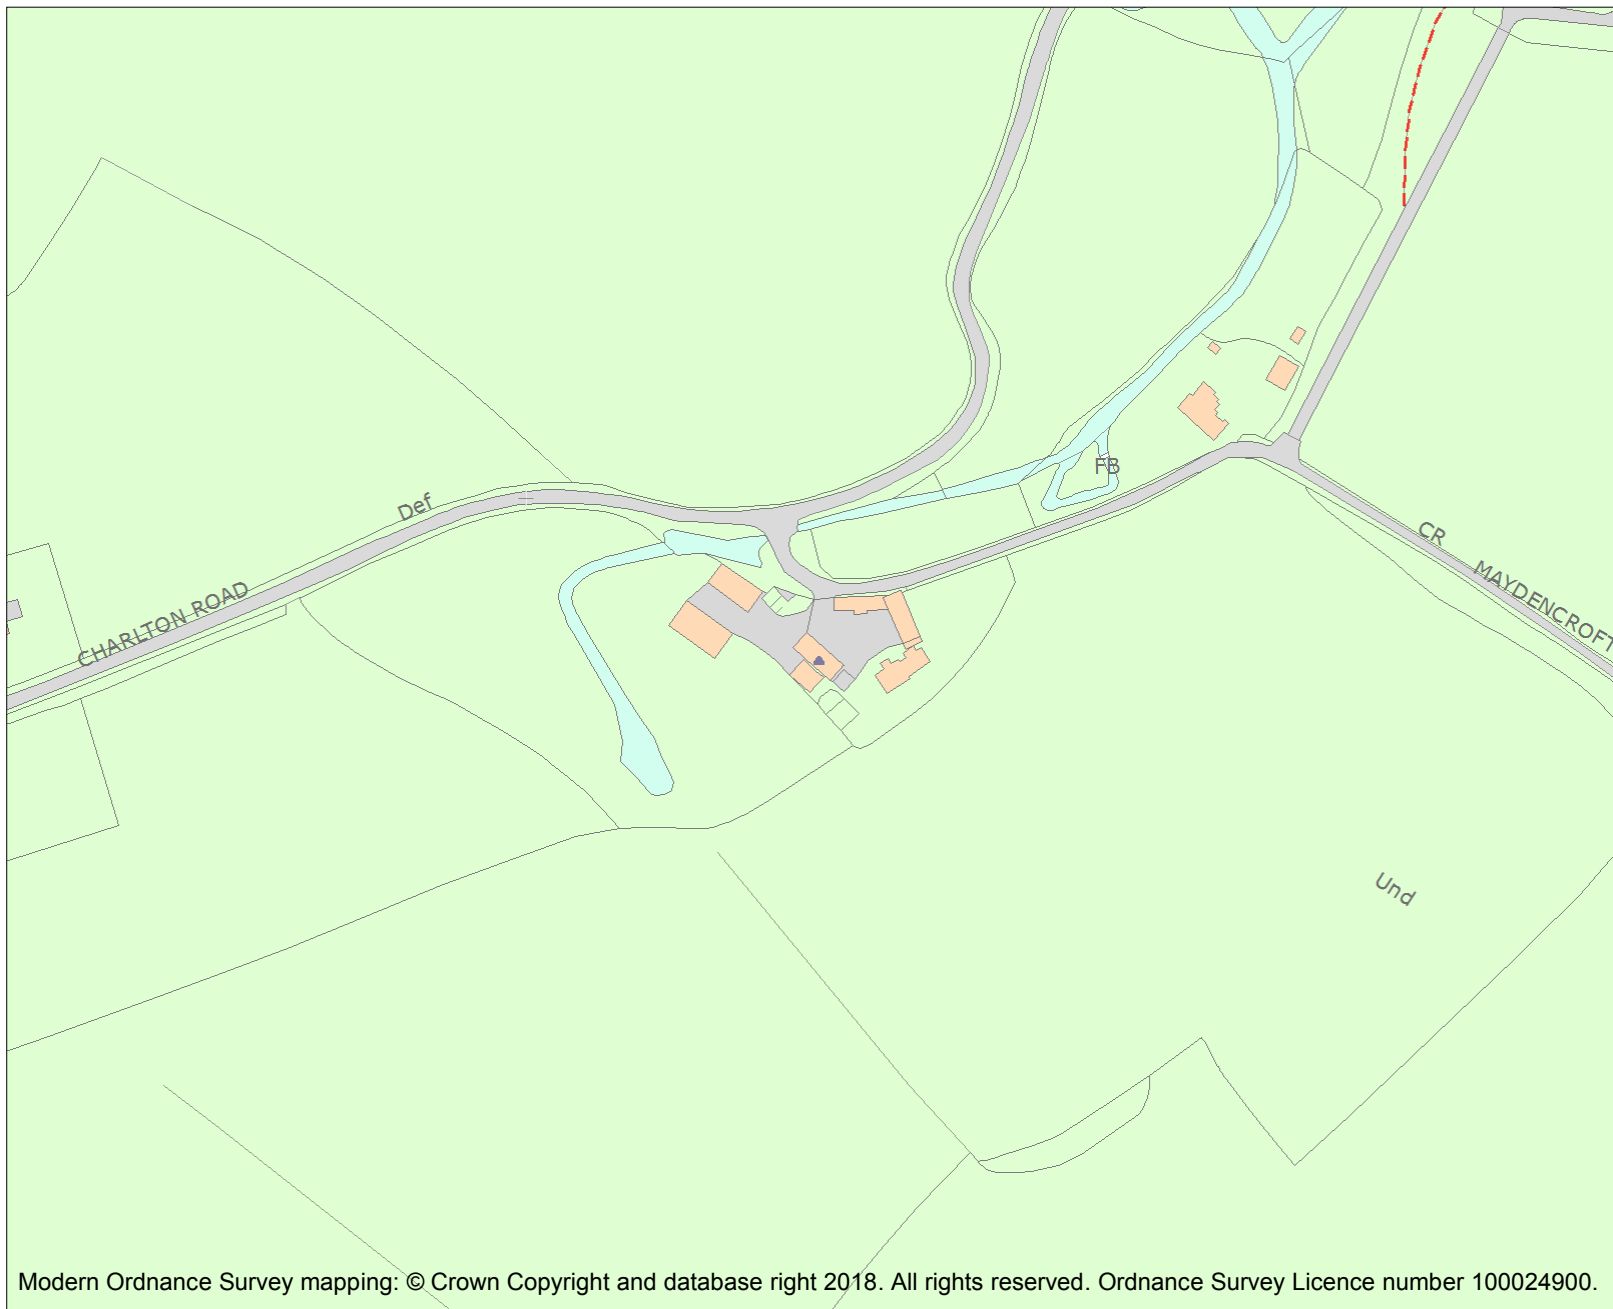 FB
Def
CR
MAYDENCROFT
CHARLTON ROAD
Und
Modern Ordnance Survey mapping: © Crown Copyright and database right 2018. All rights reserved. Ordnance Survey Licence number 100024900.